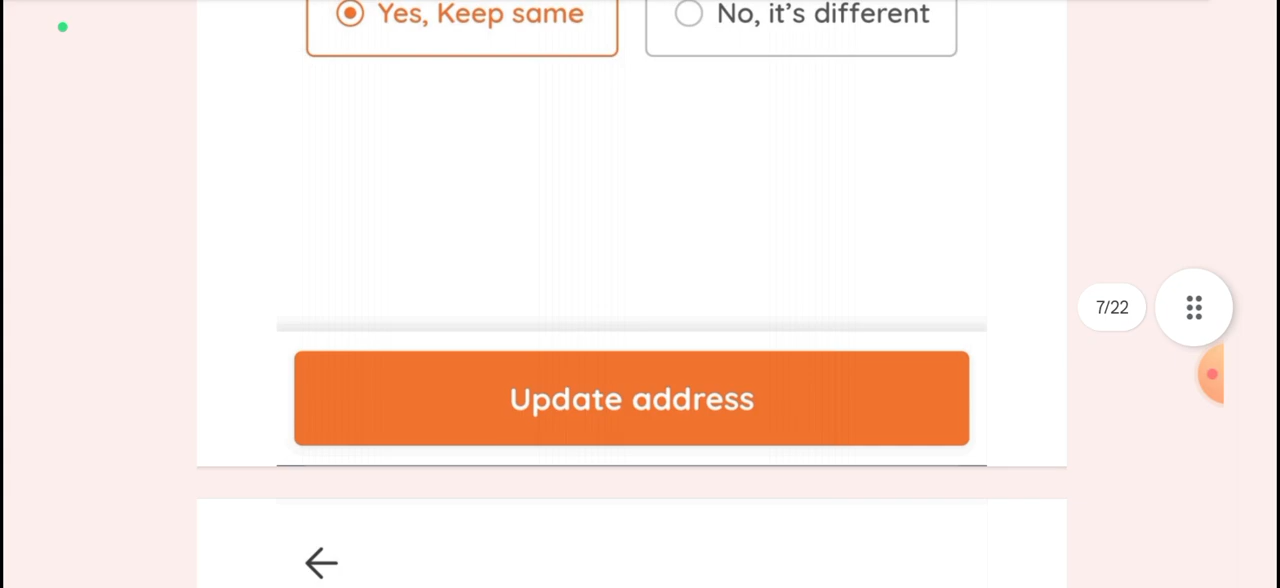 Yes, Keep same
No, it’s different
7/22
Update address